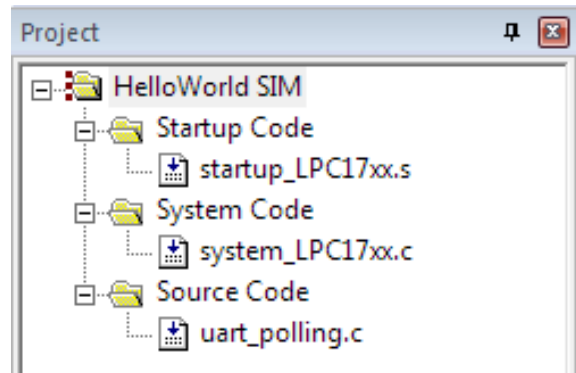 Project
HelloWorld SIM
Startup Code
startup_LPC17xx.s
System Code
system_LPC17xx.c
Source Code
uart_polling.c